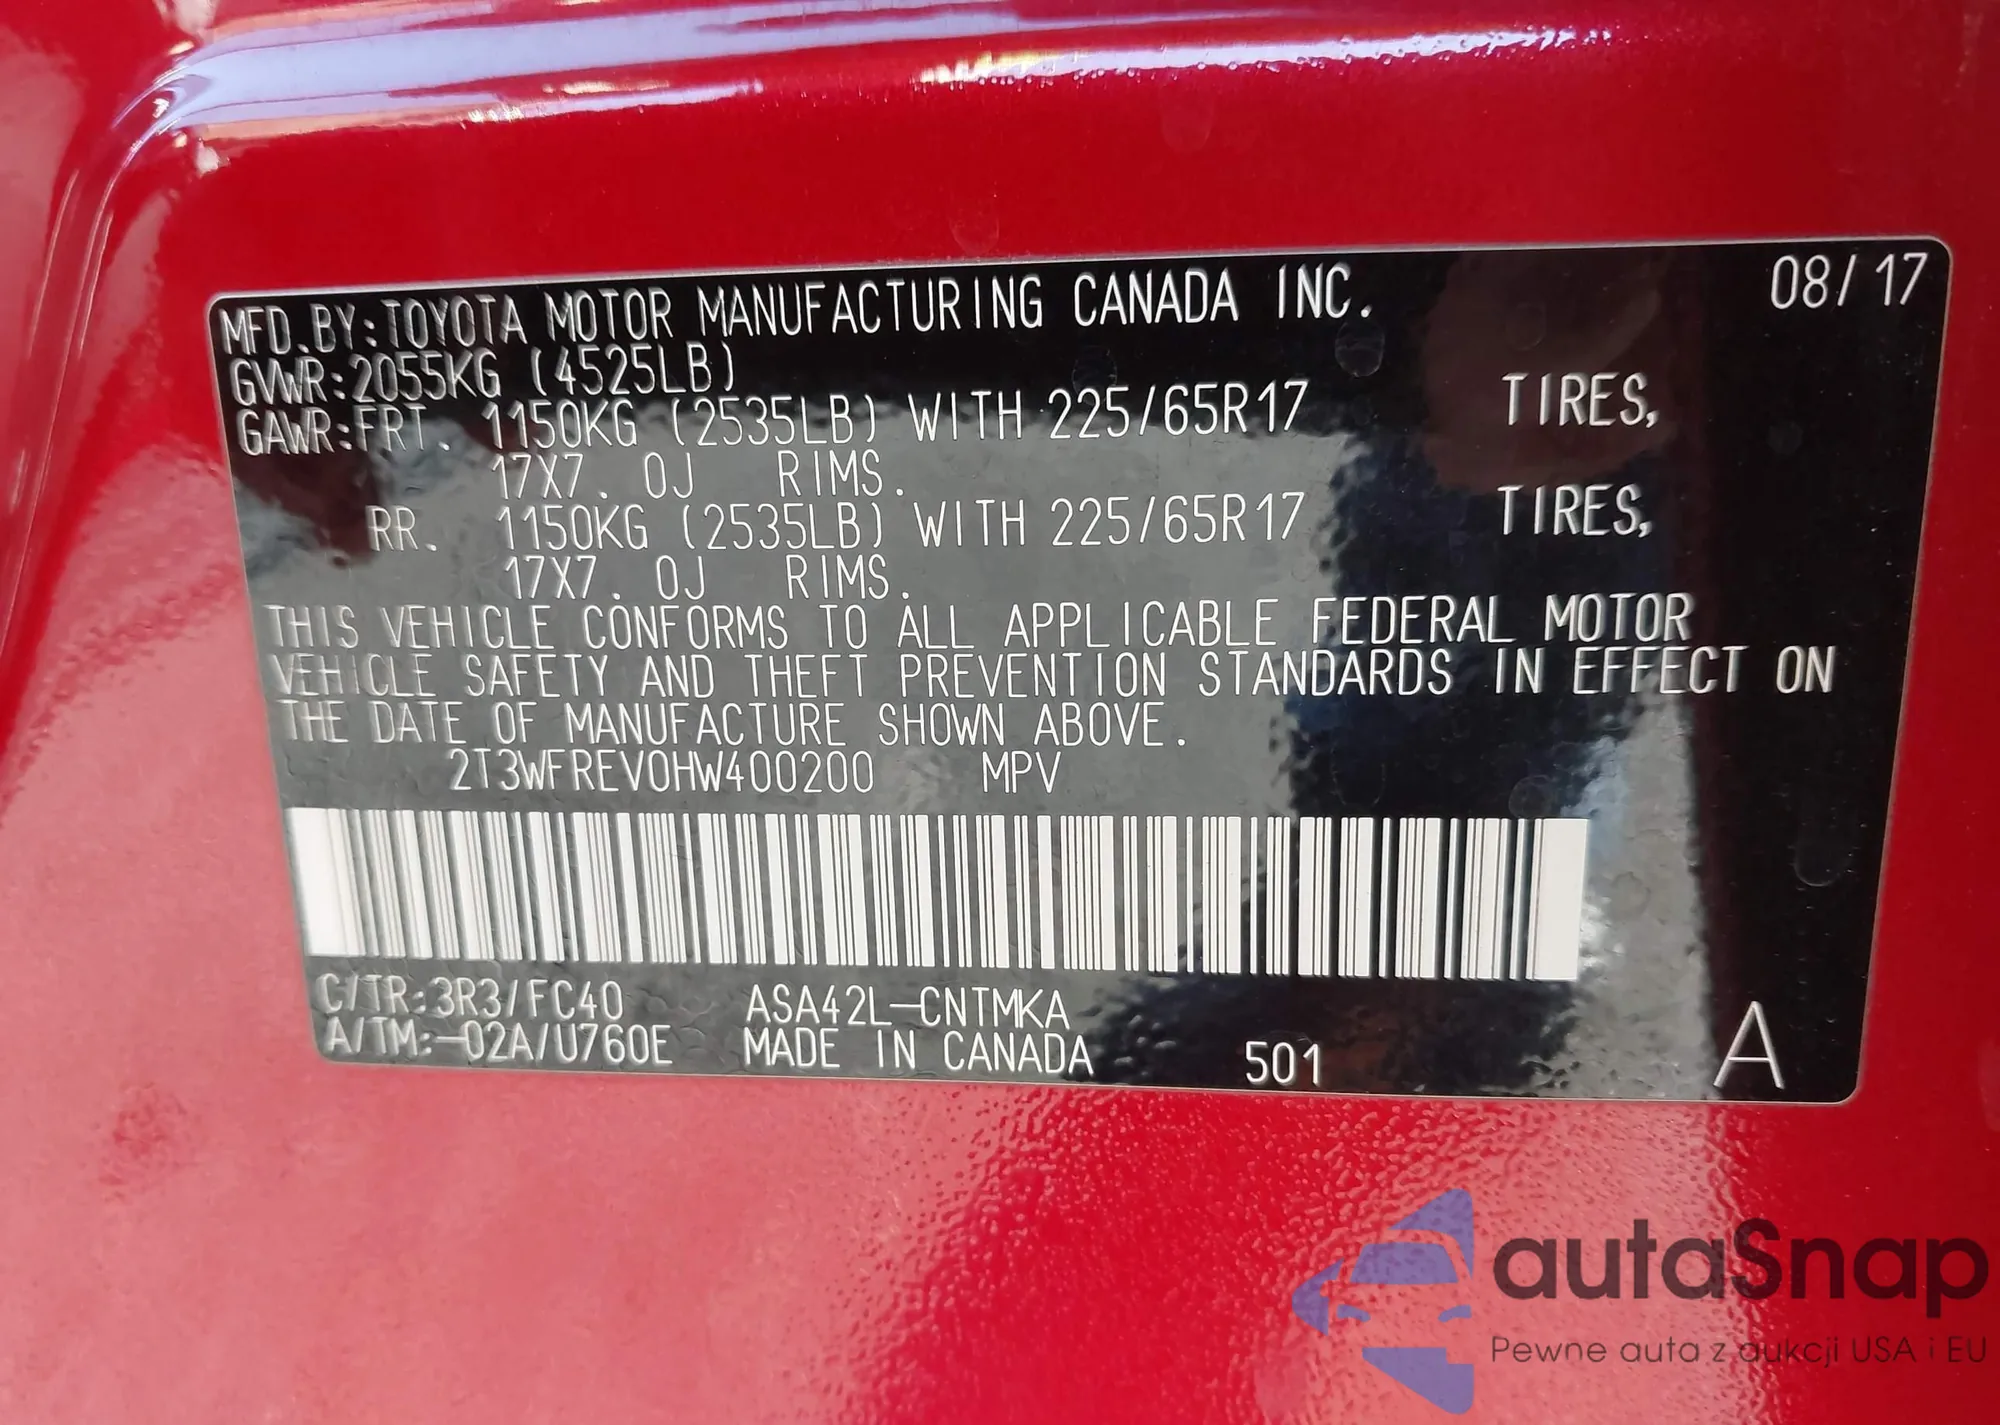 MFD.BY:TOYOTA MOTOR MANUFACTURING CANADA INC. 08/17
GVWR:2055KG (4525LB)
GAWR:FRT. 1150KG (2535LB) WITH 225/65R17 TIRES,
17X7. 0J RIMS.
RR. 1150KG (2535LB) WITH 225/65R17 TIRES,
17X7. 0J RIMS.
THIS VEHICLE CONFORMS TO ALL APPLICABLE FEDERAL MOTOR
VEHICLE SAFETY AND THEFT PREVENTION STANDARDS IN EFFECT ON
THE DATE OF MANUFACTURE SHOWN ABOVE.
2T3WFREV0HW400200 MPV
C/TR:3R3/FC40 ASA42L-CNTMKA
A/TM:-02A/U760E MADE IN CANADA 501 A
autaSnap
Pewne auta z aukcji USA i EU